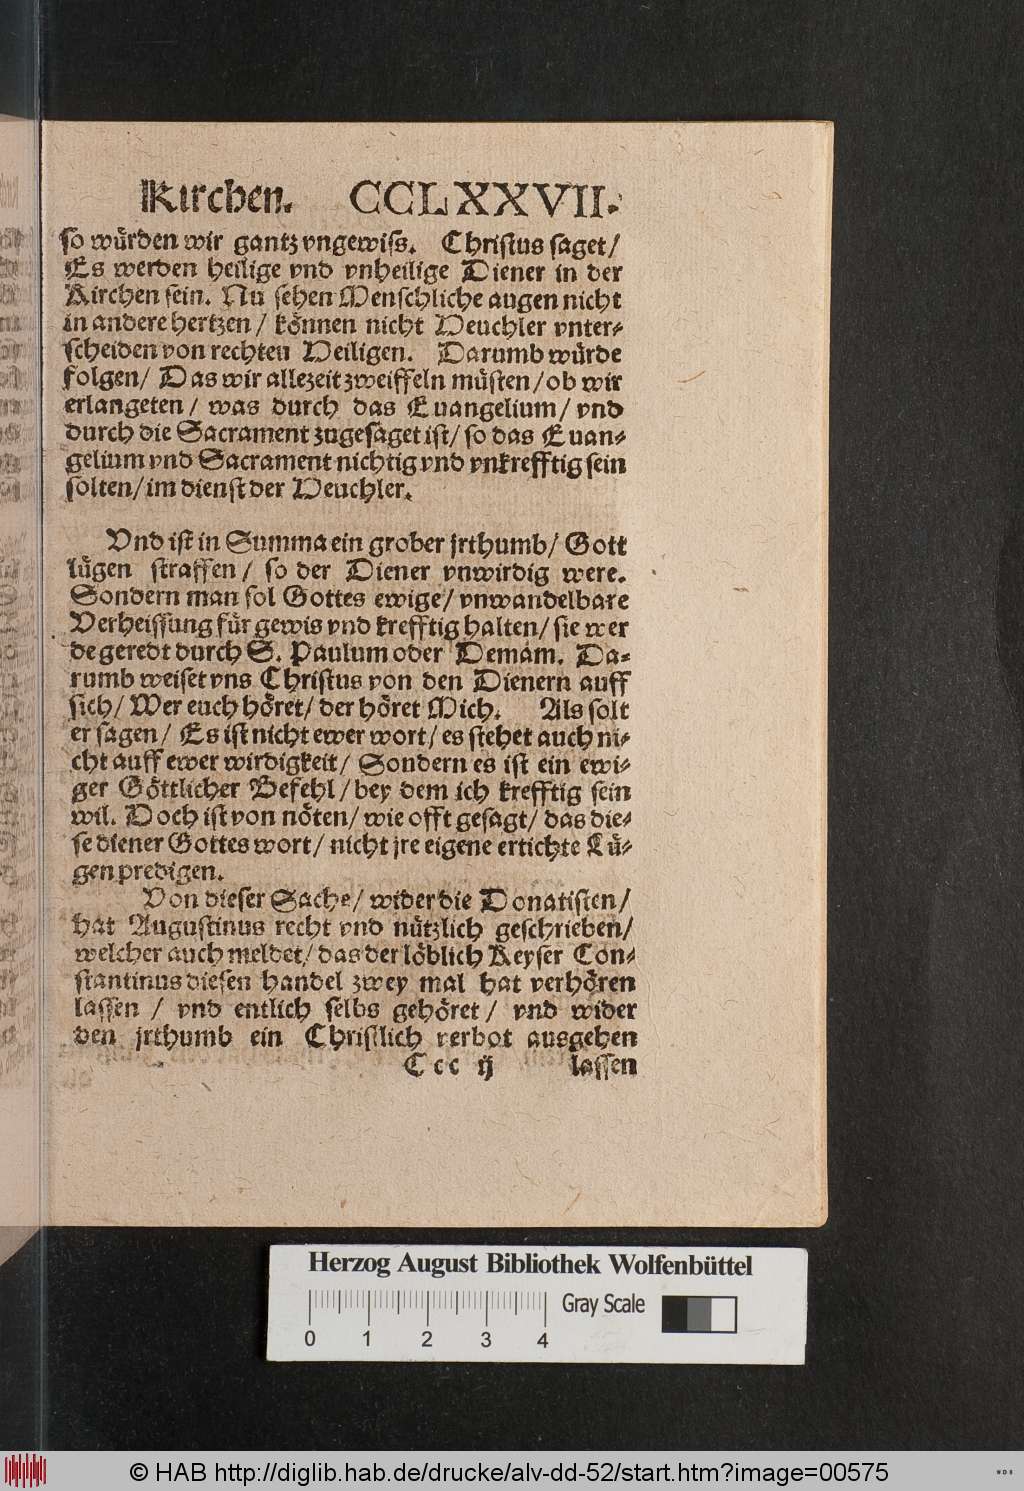 Kirchen. CCLXXVII.
so würden wir gantz vngewiss. Christus saget/
Es werden heilige vnd vnheilige Diener in der
Kirchen sein. Nu sehen Menschliche augen nicht
in andere hertzen/ können nicht Heuchler vnter-
scheiden von rechten Heiligen. Darumb würde
folgen/ Das wir allezeit zweiffeln müsten/ ob wir
erlangeten/ was durch das Euangelium/ vnd
durch die Sacrament zugesaget ist/ so das Euan-
gelium vnd Sacrament nichtig vnd vnkrefftig sein
solten/ im dienst der Heuchler.
Vnd ist in Summa ein grober jrthumb/ Gott
lügen straffen/ so der Diener vnwirdig were.
Sondern man sol Gottes ewige/ vnwandelbare
Verheissung für gewis vnd krefftig halten/ sie wer
de geredt durch S. Paulum oder Demam. Da-
rumb weiset vns Christus von den Dienern auff
sich/ Wer euch höret/ der höret Mich. Als solt
er sagen/ Es ist nicht ewer wort/ es stehet auch ni-
cht auff ewer wirdigkeit/ Sondern es ist ein ewi-
ger Göttlicher Befehl/ bey dem ich krefftig sein
wil. Doch ist von nöten/ wie offt gesagt/ das die-
se diener Gottes wort/ nicht jre eigene ertichte Lü-
gen predigen.
Von dieser Sache/ wider die Donatisten/
hat Augustinus recht vnd nützlich geschrieben/
welcher auch meldet/ das der löblich Keyser Con-
stantinus diesen handel zwey mal hat verhören
lassen/ vnd entlich selbs gehöret/ vnd wider
den jrthumb ein Christlich verbot ausgehen
Ccc ij lassen
Herzog August Bibliothek Wolfenbüttel
Gray Scale
0 1 2 3 4
© HAB http://diglib.hab.de/drucke/alv-dd-52/start.htm?image=00575